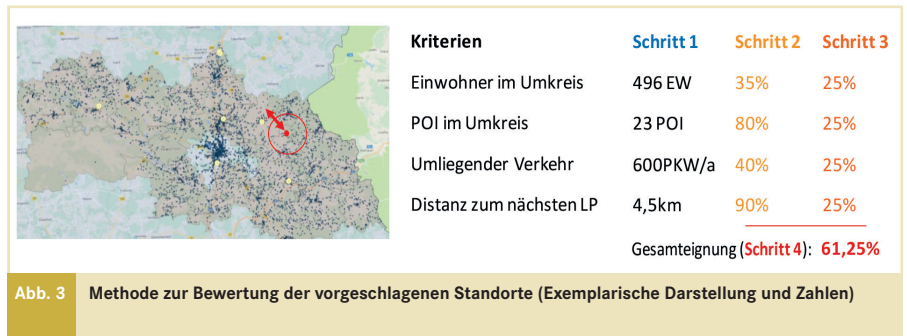 Kriterien Schritt 1 Schritt 2 Schritt 3
Einwohner im Umkreis 496 EW 35% 25%
POI im Umkreis 23 POI 80% 25%
Umliegender Verkehr 600PKW/a 40% 25%
Distanz zum nächsten LP 4,5km 90% 25%
Gesamteignung (Schritt 4): 61,25%
Abb. 3 Methode zur Bewertung der vorgeschlagenen Standorte (Exemplarische Darstellung und Zahlen)